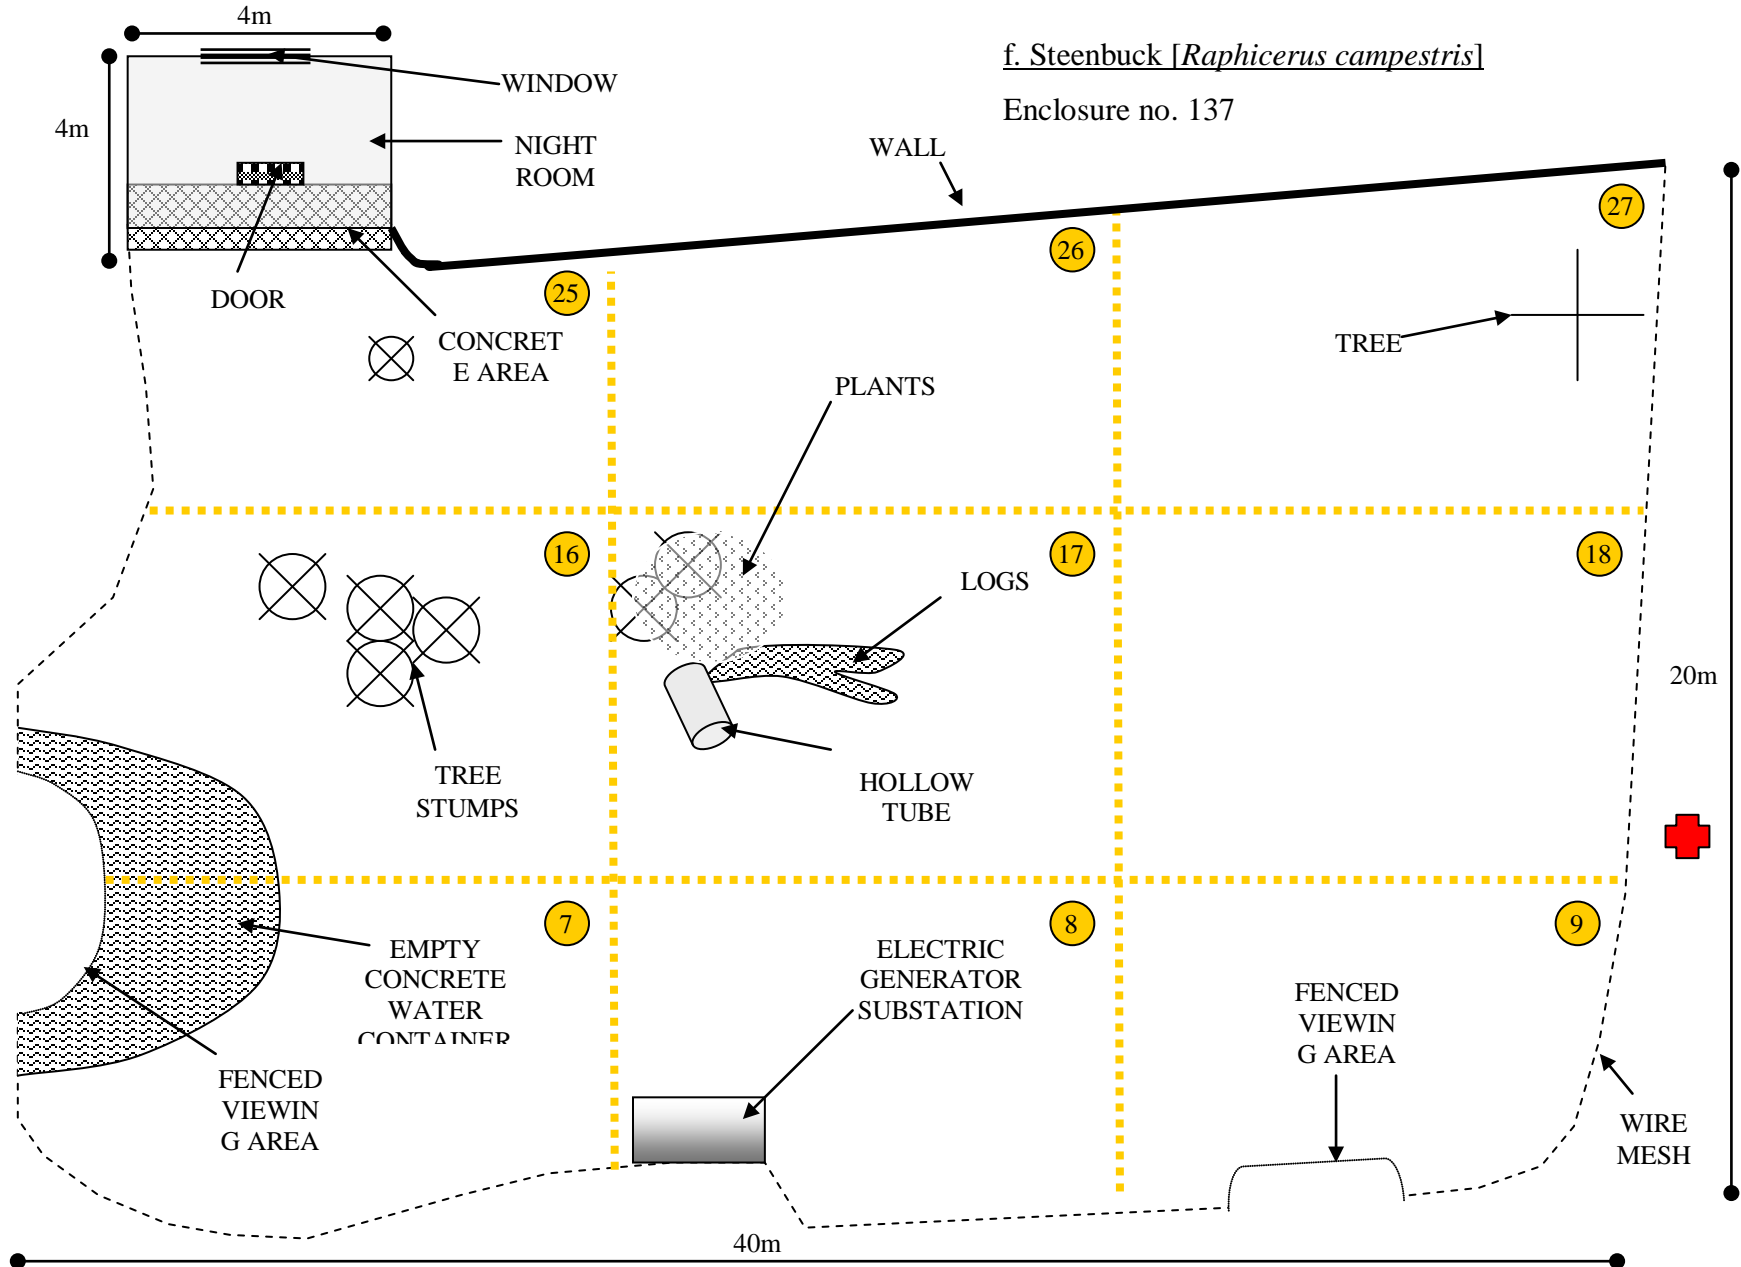 4m
f. Steenbuck [Raphicerus campestris]
WINDOW
Enclosure no. 137
4m
NIGHT
ROOM
WALL
27
26
25
DOOR
CONCRET
E AREA
TREE
PLANTS
16
17
18
LOGS
20m
TREE
STUMPS
HOLLOW
TUBE
7
8
9
EMPTY
CONCRETE
WATER
CONTAINER
ELECTRIC
GENERATOR
SUBSTATION
FENCED
VIEWIN
G AREA
FENCED
VIEWIN
G AREA
WIRE
MESH
40m